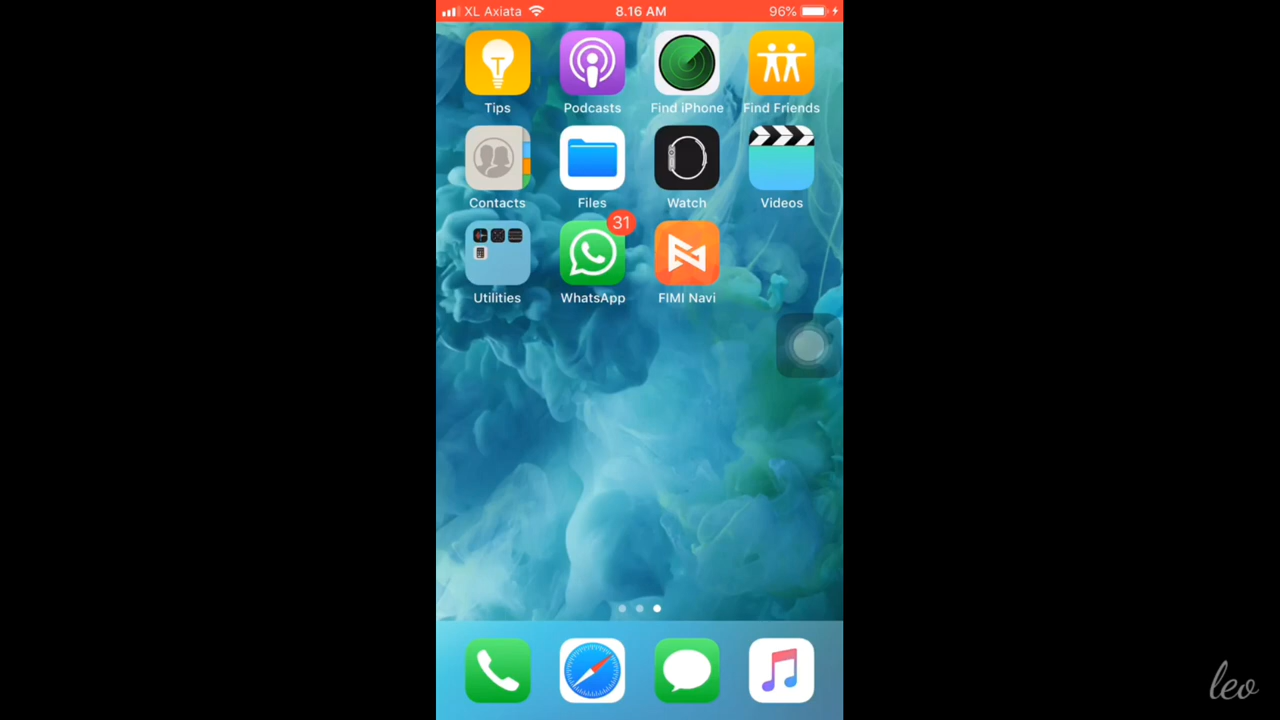 XL Axiata 8.16 AM 96%
Tips Podcasts Find iPhone Find Friends
Contacts Files Watch Videos
31
Utilities WhatsApp FIMI Navi
leo